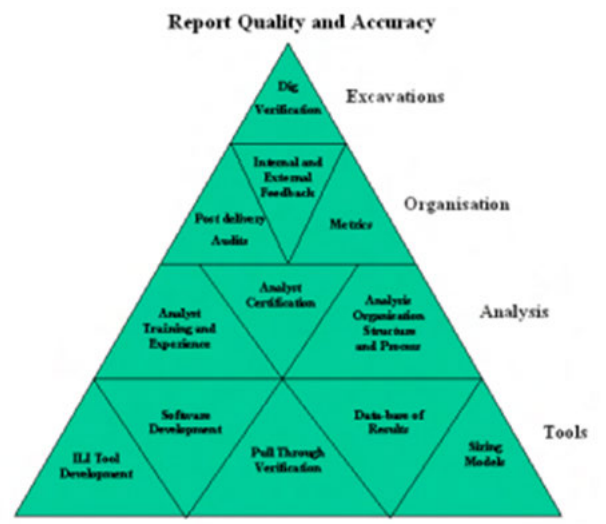 Report Quality and Accuracy
Dig
Verification
Excavations
Internal and
External
Feedback
Organisation
Post delivery
Audits
Metrics
Analyst
Certification
Analysis
Organisation
Structure
and Process
Analysis
Analyst
Training and
Experience
Software
Development
Data-base of
Results
Tools
ILI Tool
Development
Pull Through
Verification
Sizing
Models